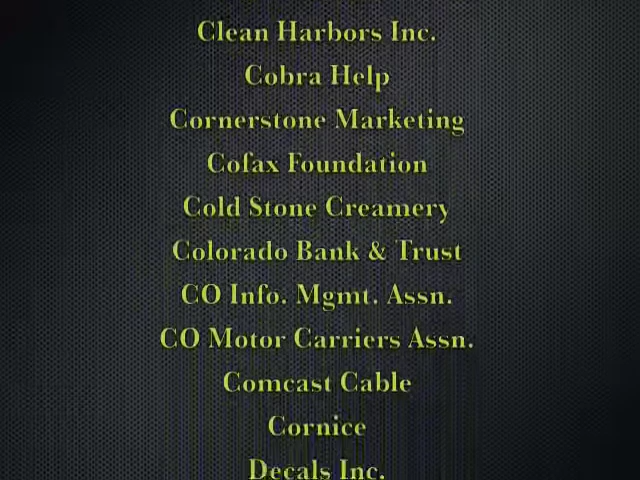 Clean Harbors Inc.
Cobra Help
Cornerstone Marketing
Cofax Foundation
Cold Stone Creamery
Colorado Bank & Trust
CO Info. Mgmt. Assn.
CO Motor Carriers Assn.
Comcast Cable
Cornice
Decals Inc.